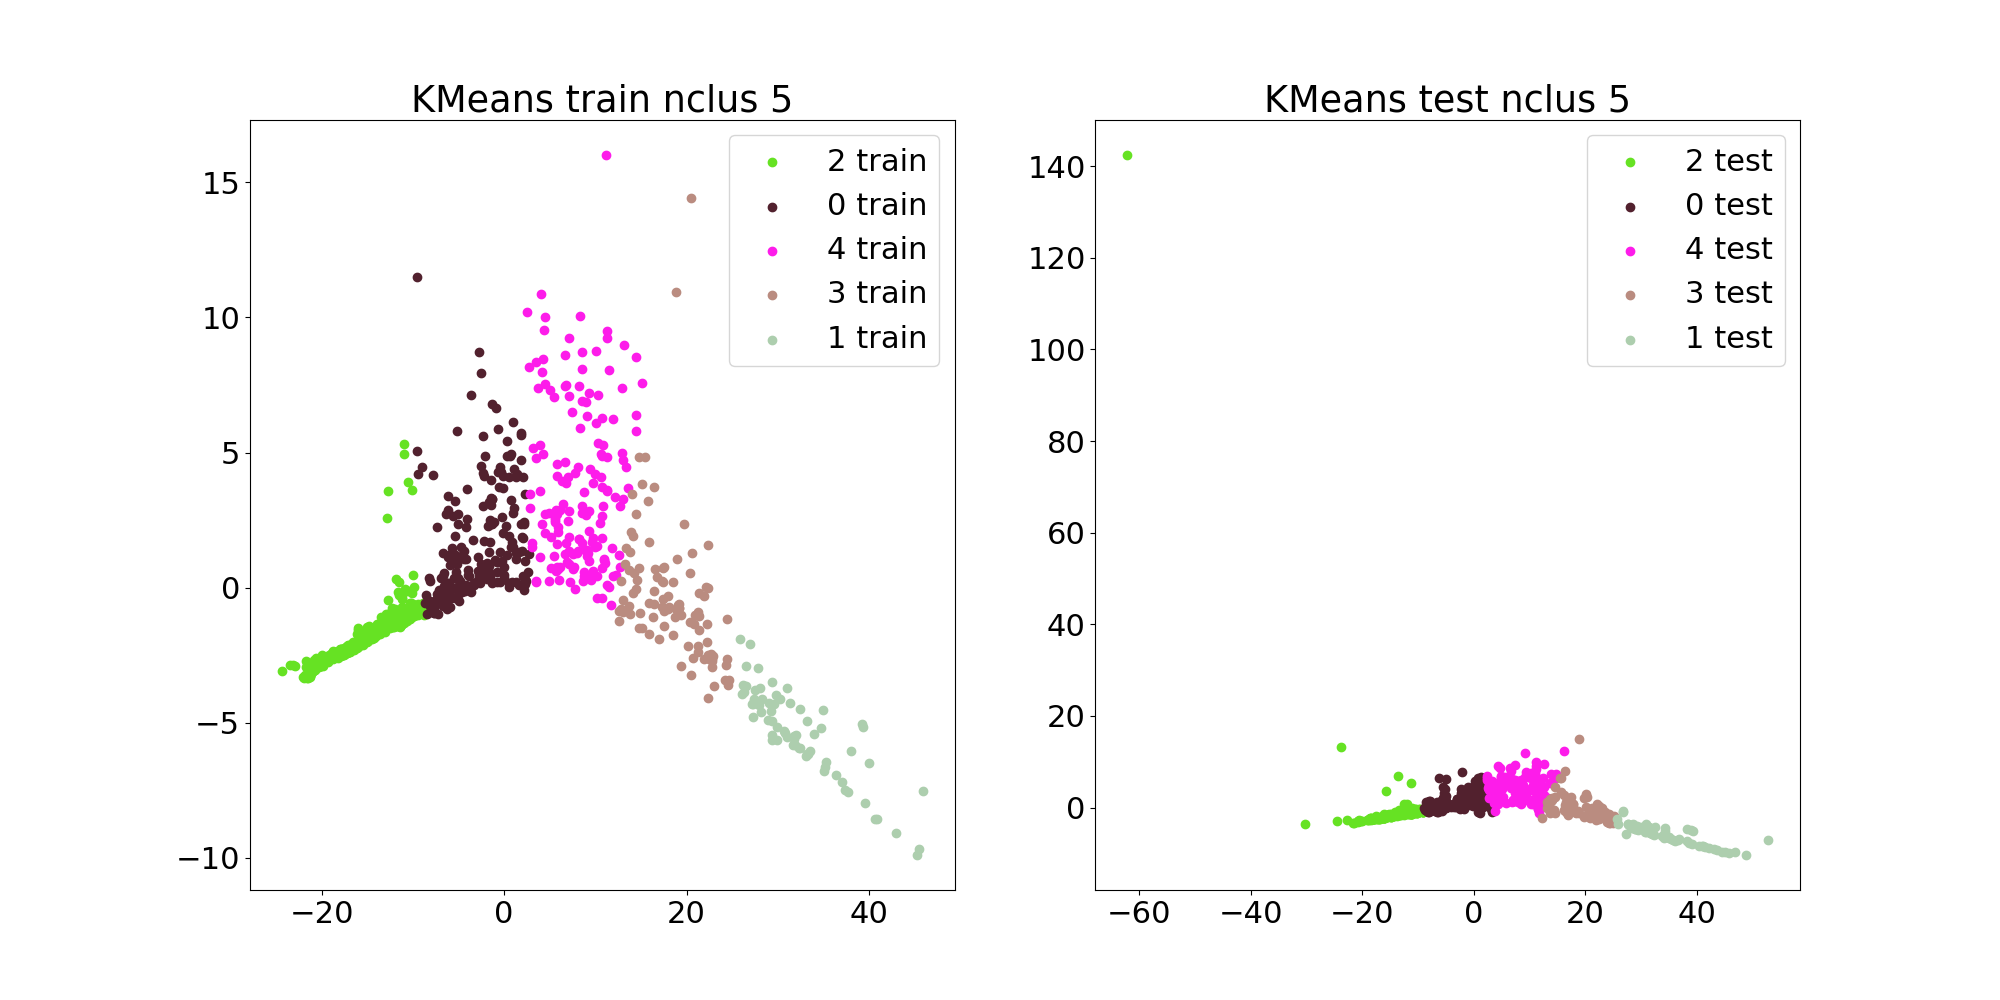 KMeans train nclus 5
2 train
0 train
4 train
3 train
1 train
15
10
5
0
−5
−10
−20
0
20
40
KMeans test nclus 5
2 test
0 test
4 test
3 test
1 test
140
120
100
80
60
40
20
0
−60
−40
−20
0
20
40